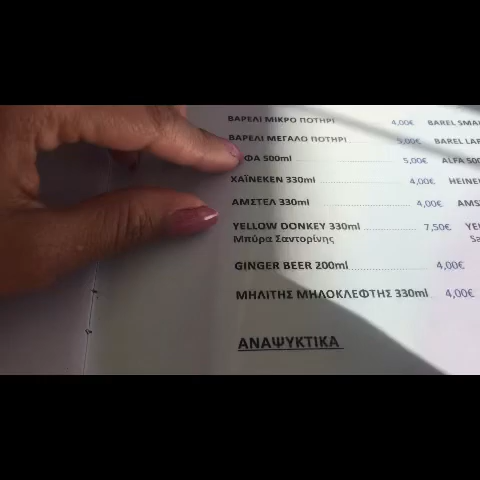 ΒΑΡΕΛΙ ΜΙΚΡΟ ΠΟΤΗΡΙ 4,00€ BAREL
ΒΑΡΕΛΙ ΜΕΓΑΛΟ ΠΟΤΗΡΙ 5,00€ BAREL
ΦΑ 500ml 5,00€ ALFA
ΧΑΪΝΕΚΕΝ 330ml 4,00€
ΑΜΣΤΕΛ 330ml 4,00€
YELLOW DONKEY 330ml 7,50€
Μπύρα Σαντορίνης
GINGER BEER 200ml 4,00€
ΜΗΛΙΤΗΣ ΜΗΛΟΚΛΕΦΤΗΣ 330ml 4,00€
ΑΝΑΨΥΚΤΙΚΑ